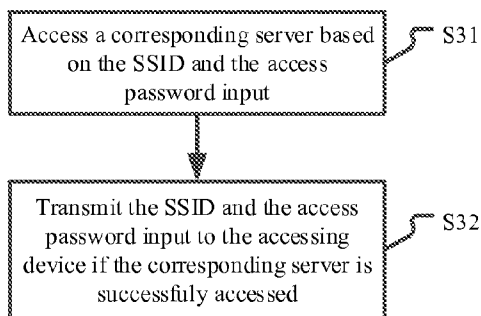 Access a corresponding server based
on the SSID and the access
password input
S31
Transmit the SSID and the access
password input to the accessing
device if the corresponding server is
successfuly accessed
S32